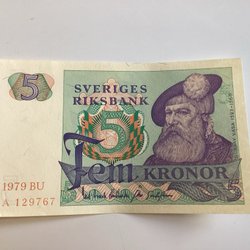 5
SVERIGES
RIKSBANK
5
Fem KRONOR
1979 BU
A 129767
5